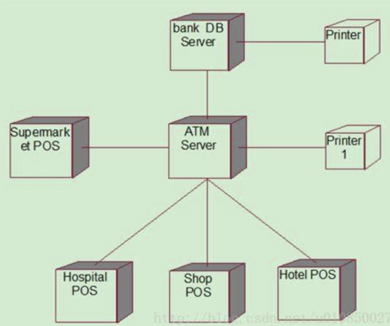 bank DB
Server
Printer
Supermark
et POS
ATM
Server
Printer
1
Hospital
POS
Shop
POS
Hotel POS